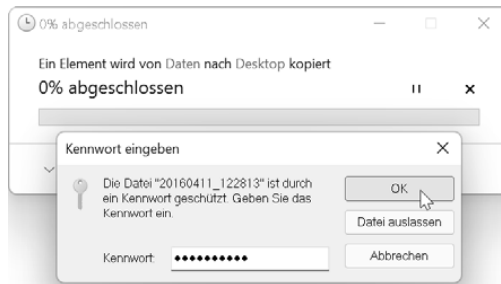 0% abgeschlossen
Ein Element wird von Daten nach Desktop kopiert
0% abgeschlossen
Kennwort eingeben
Die Datei "20160411_122813" ist durch
ein Kennwort geschützt. Geben Sie das
Kennwort ein.
OK
Datei auslassen
Kennwort: ●●●●●●●●●●
Abbrechen